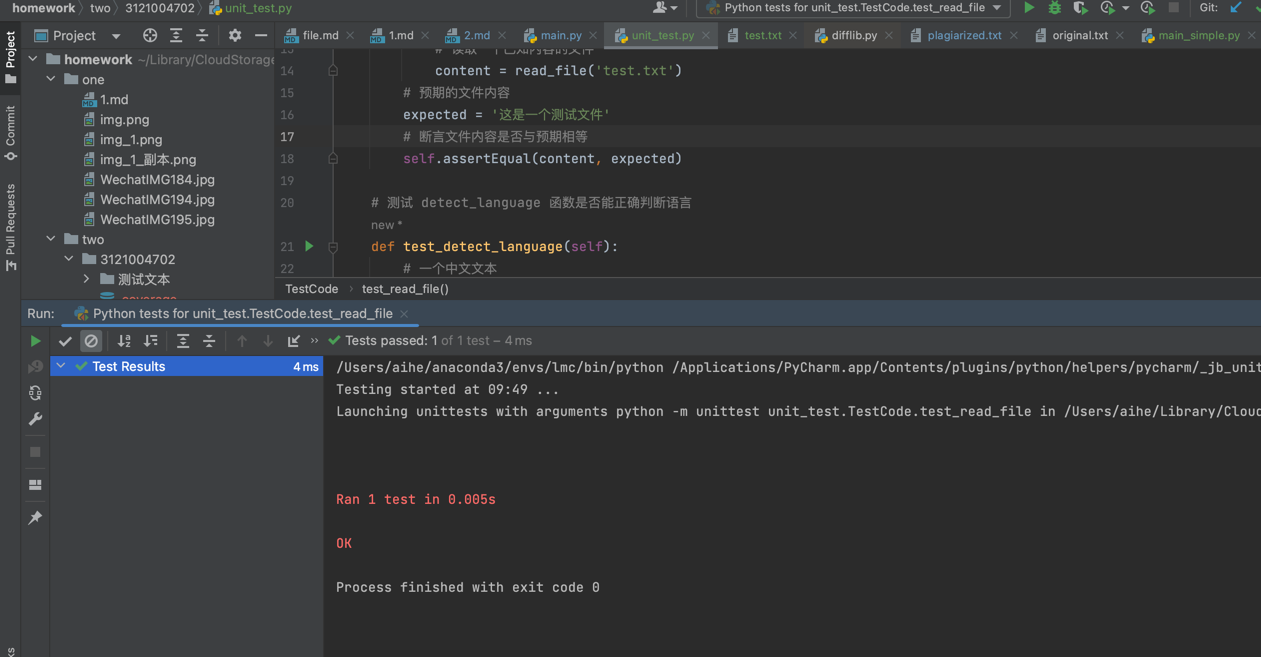 homework two 3121004702 unit_test.py
Python tests for unit_test.TestCode.test_read_file Git:
Project
Commit
Pull Requests
Project
homework ~/Library/CloudStorage
one
1.md
img.png
img_1.png
img_1_副本.png
WechatIMG184.jpg
WechatIMG194.jpg
WechatIMG195.jpg
two
3121004702
测试文本
file.md 1.md 2.md main.py unit_test.py test.txt difflib.py plagiarized.txt original.txt main_simple.py
14 content = read_file('test.txt')
15 # 预期的文件内容
16 expected = '这是一个测试文件'
17 # 断言文件内容是否与预期相等
18 self.assertEqual(content, expected)
19
20 # 测试 detect_language 函数是否能正确判断语言
new *
21 def test_detect_language(self):
22 # 一个中文文本
TestCode test_read_file()
Run: Python tests for unit_test.TestCode.test_read_file
Tests passed: 1 of 1 test – 4 ms
Test Results 4 ms
/Users/aihe/anaconda3/envs/lmc/bin/python /Applications/PyCharm.app/Contents/plugins/python/helpers/pycharm/_jb_unit
Testing started at 09:49 ...
Launching unittests with arguments python -m unittest unit_test.TestCode.test_read_file in /Users/aihe/Library/Cloud
Ran 1 test in 0.005s
OK
Process finished with exit code 0